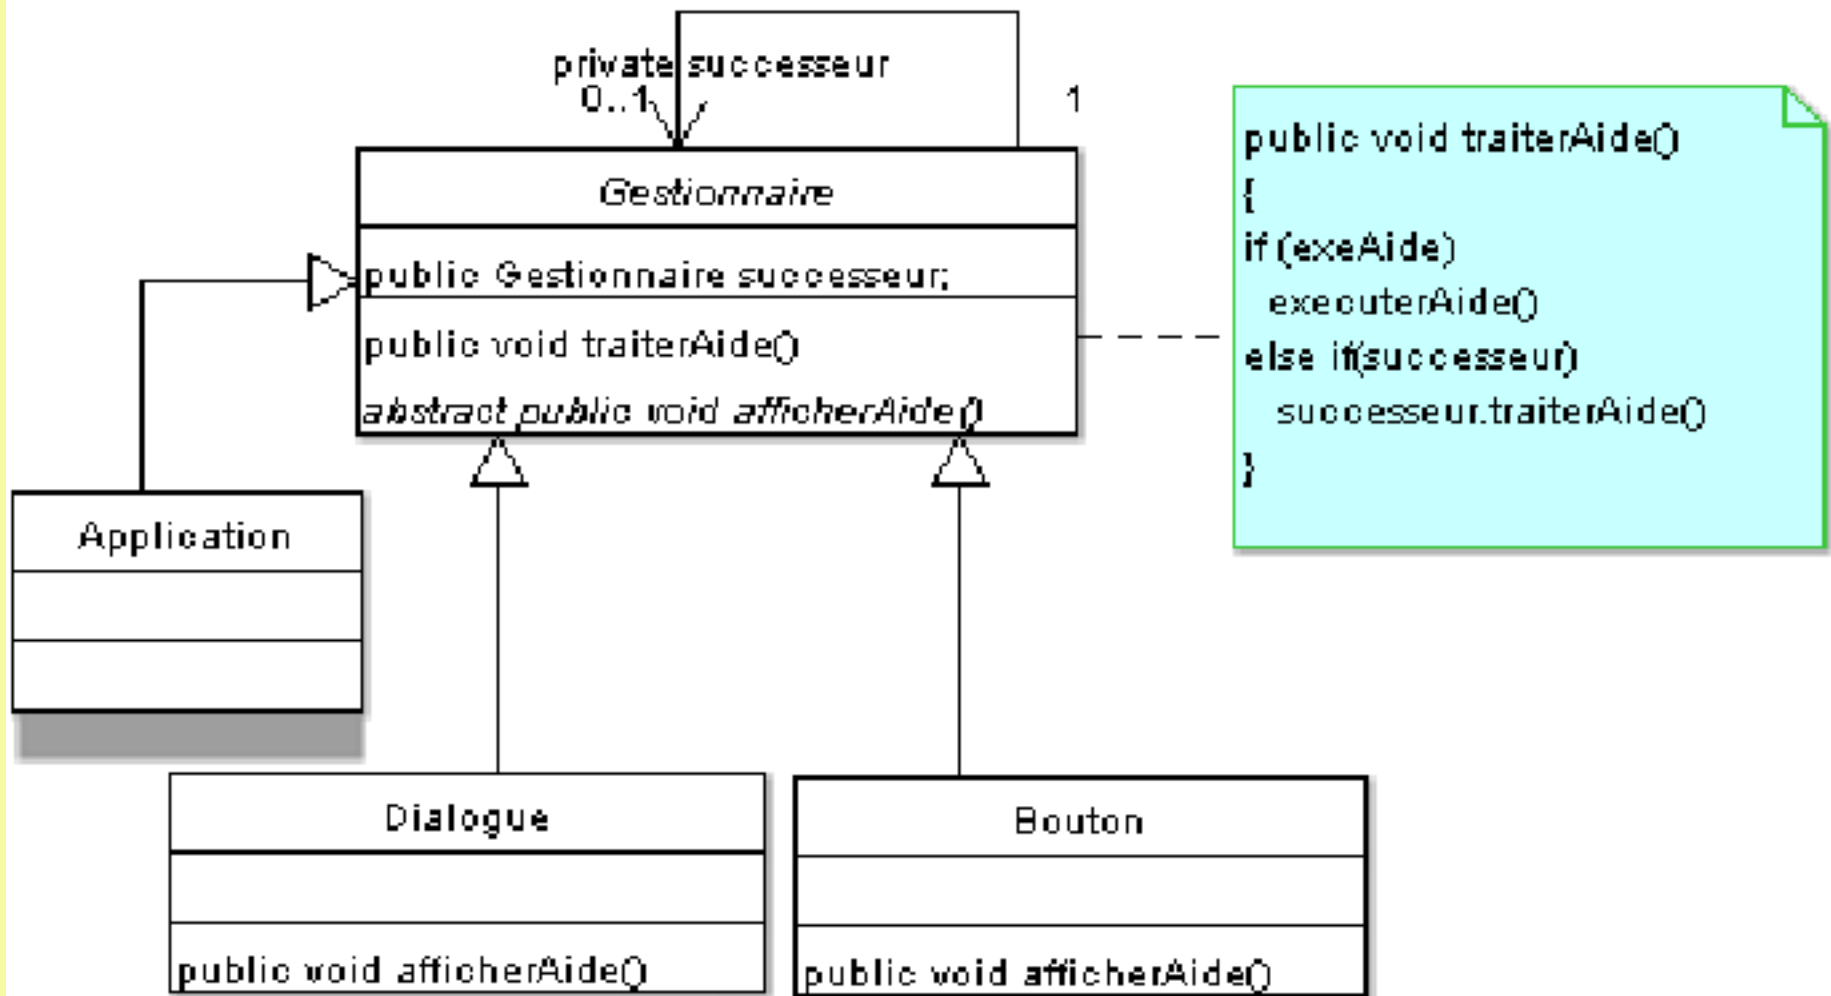 private successeur
0..1
1
Gestionnaire
public Gestionnaire successeur;
public void traiterAide()
abstract public void afficherAide()
public void traiterAide()
{
if (exeAide)
executerAide()
else if(successeur)
successeur.traiterAide()
}
Application
Dialogue
public void afficherAide()
Bouton
public void afficherAide()